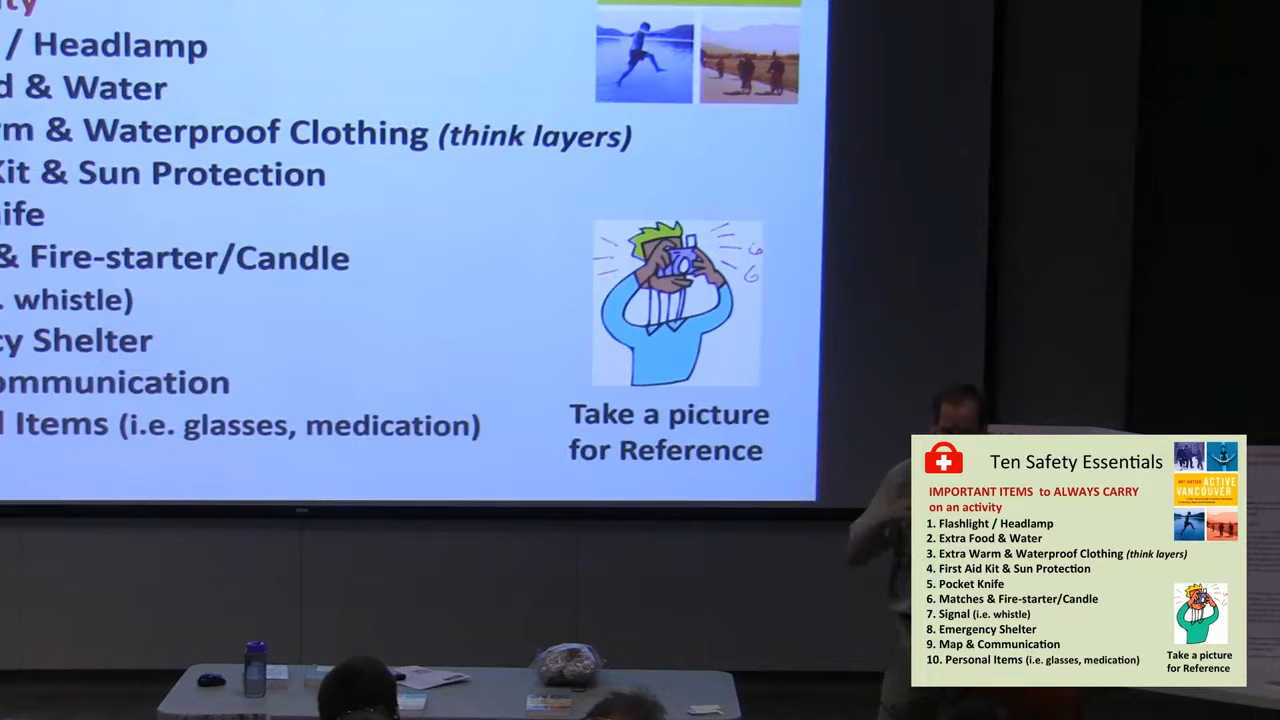 / Headlamp
& Water
& Waterproof Clothing (think layers)
Kit & Sun Protection
& Fire-starter/Candle
. whistle)
Shelter
Items (i.e. glasses, medication)
Take a picture
for Reference
Ten Safety Essentials
ROY JANTZEN
ACTIVE
VANCOUVER
IMPORTANT ITEMS to ALWAYS CARRY
on an activity
1. Flashlight / Headlamp
2. Extra Food & Water
3. Extra Warm & Waterproof Clothing (think layers)
4. First Aid Kit & Sun Protection
5. Pocket Knife
6. Matches & Fire-starter/Candle
7. Signal (i.e. whistle)
8. Emergency Shelter
9. Map & Communication
10. Personal Items (i.e. glasses, medication)
Take a picture
for Reference